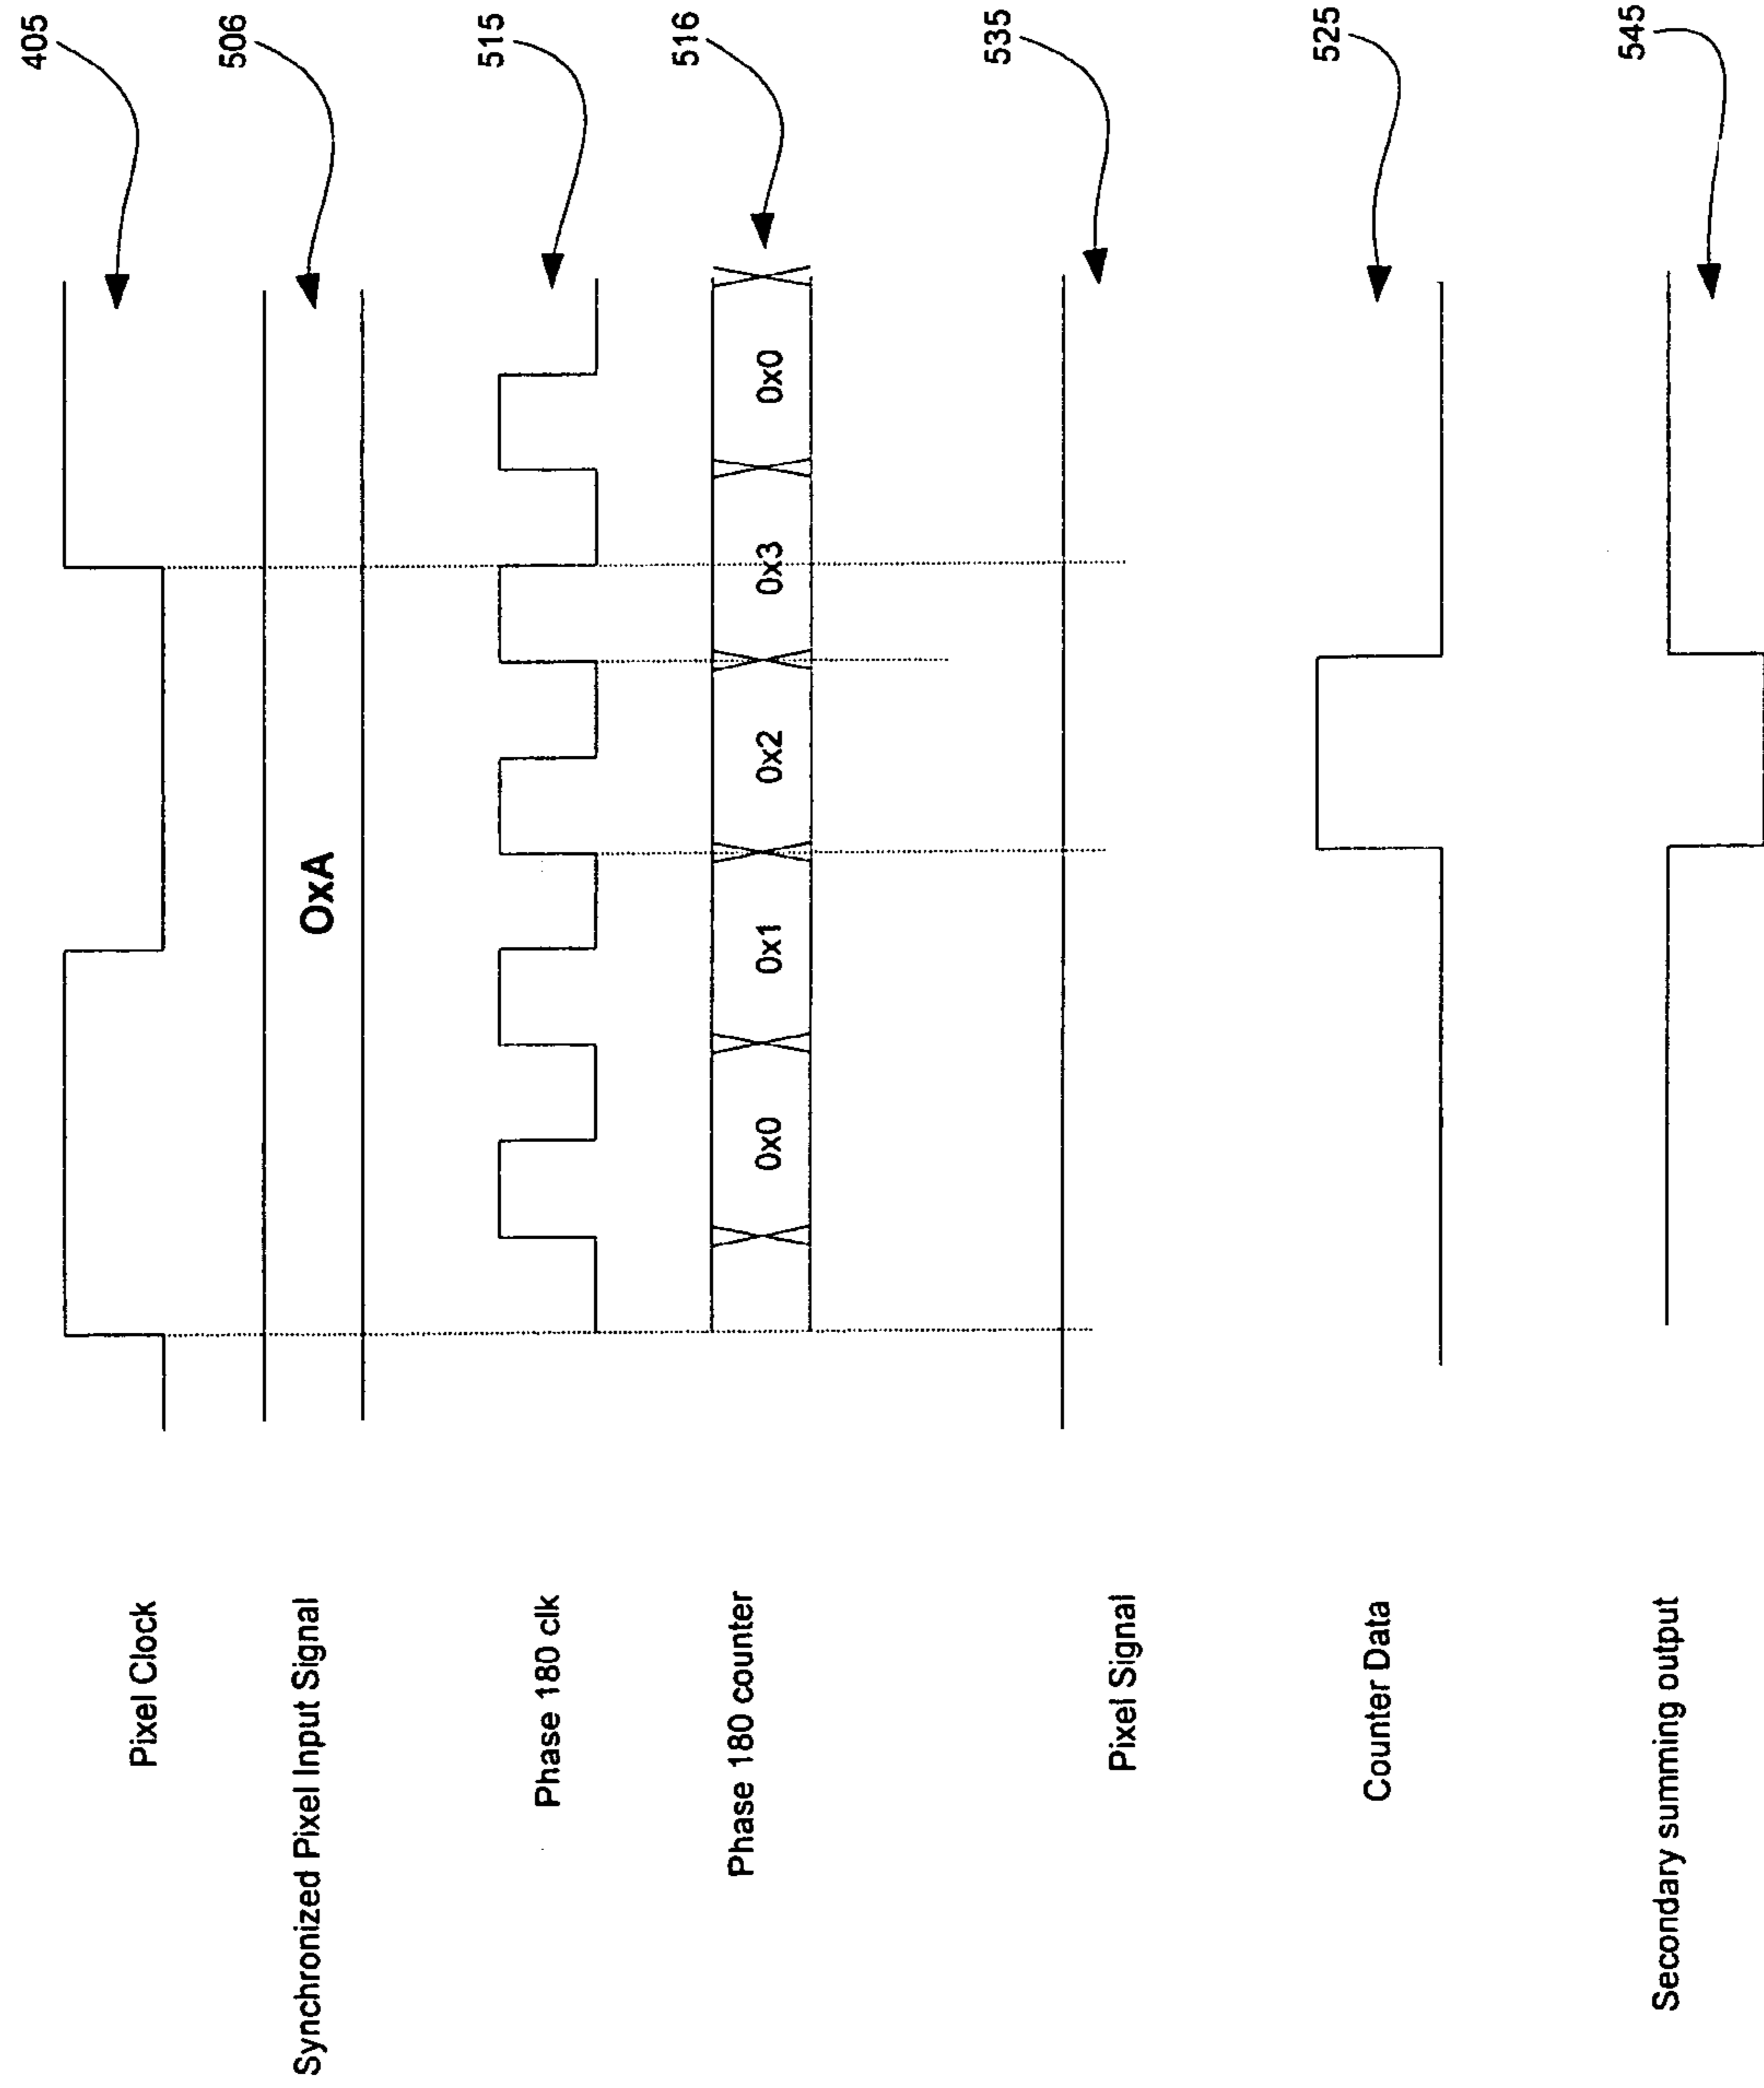 Pixel Clock
405
Synchronized Pixel Input Signal
OxA
506
Phase 180 clk
515
Phase 180 counter
0x0
0x1
0x2
0x3
0x0
516
Pixel Signal
535
Counter Data
525
Secondary summing output
545